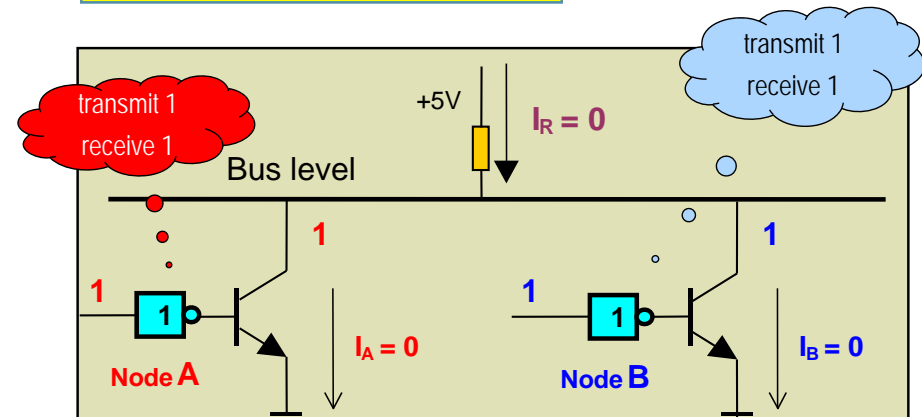 transmit 1
receive 1
transmit 1
receive 1
+5V
I_R = 0
Bus level
1
1
1
1
1
1
I_A = 0
I_B = 0
Node A
Node B